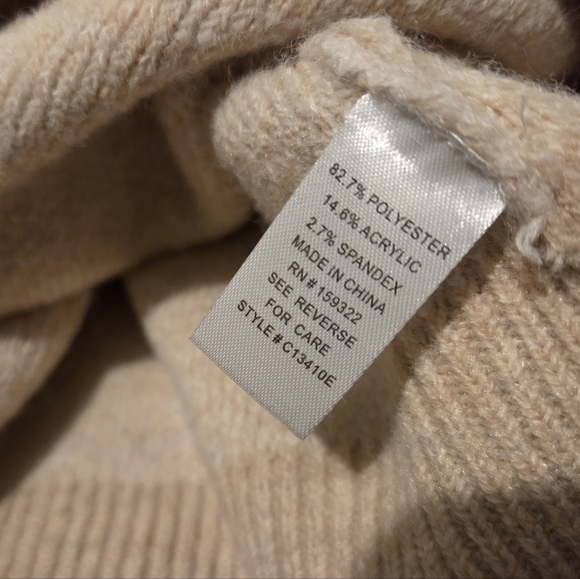 82.7% POLYESTER
14.6% ACRYLIC
2.7% SPANDEX
MADE IN CHINA
RN # 159322
SEE REVERSE
FOR CARE
STYLE # C13410E